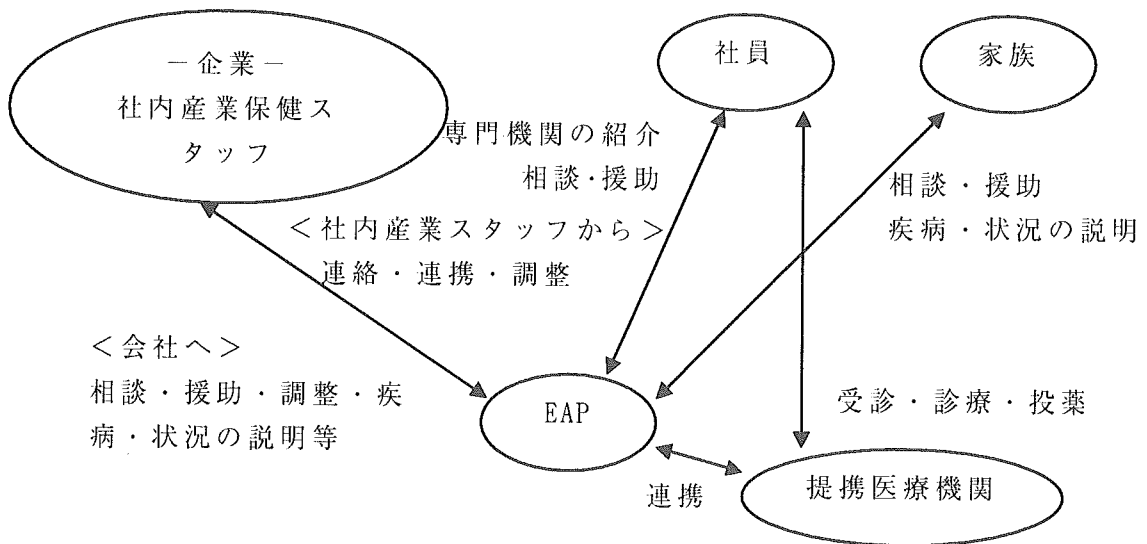 －企業－
社内産業保健ス
タッフ
社員
家族
専門機関の紹介
相談・援助
相談・援助
疾病・状況の説明
＜社内産業スタッフから＞
連絡・連携・調整
＜会社へ＞
相談・援助・調整・疾
病・状況の説明等
EAP
受診・診療・投薬
連携
提携医療機関